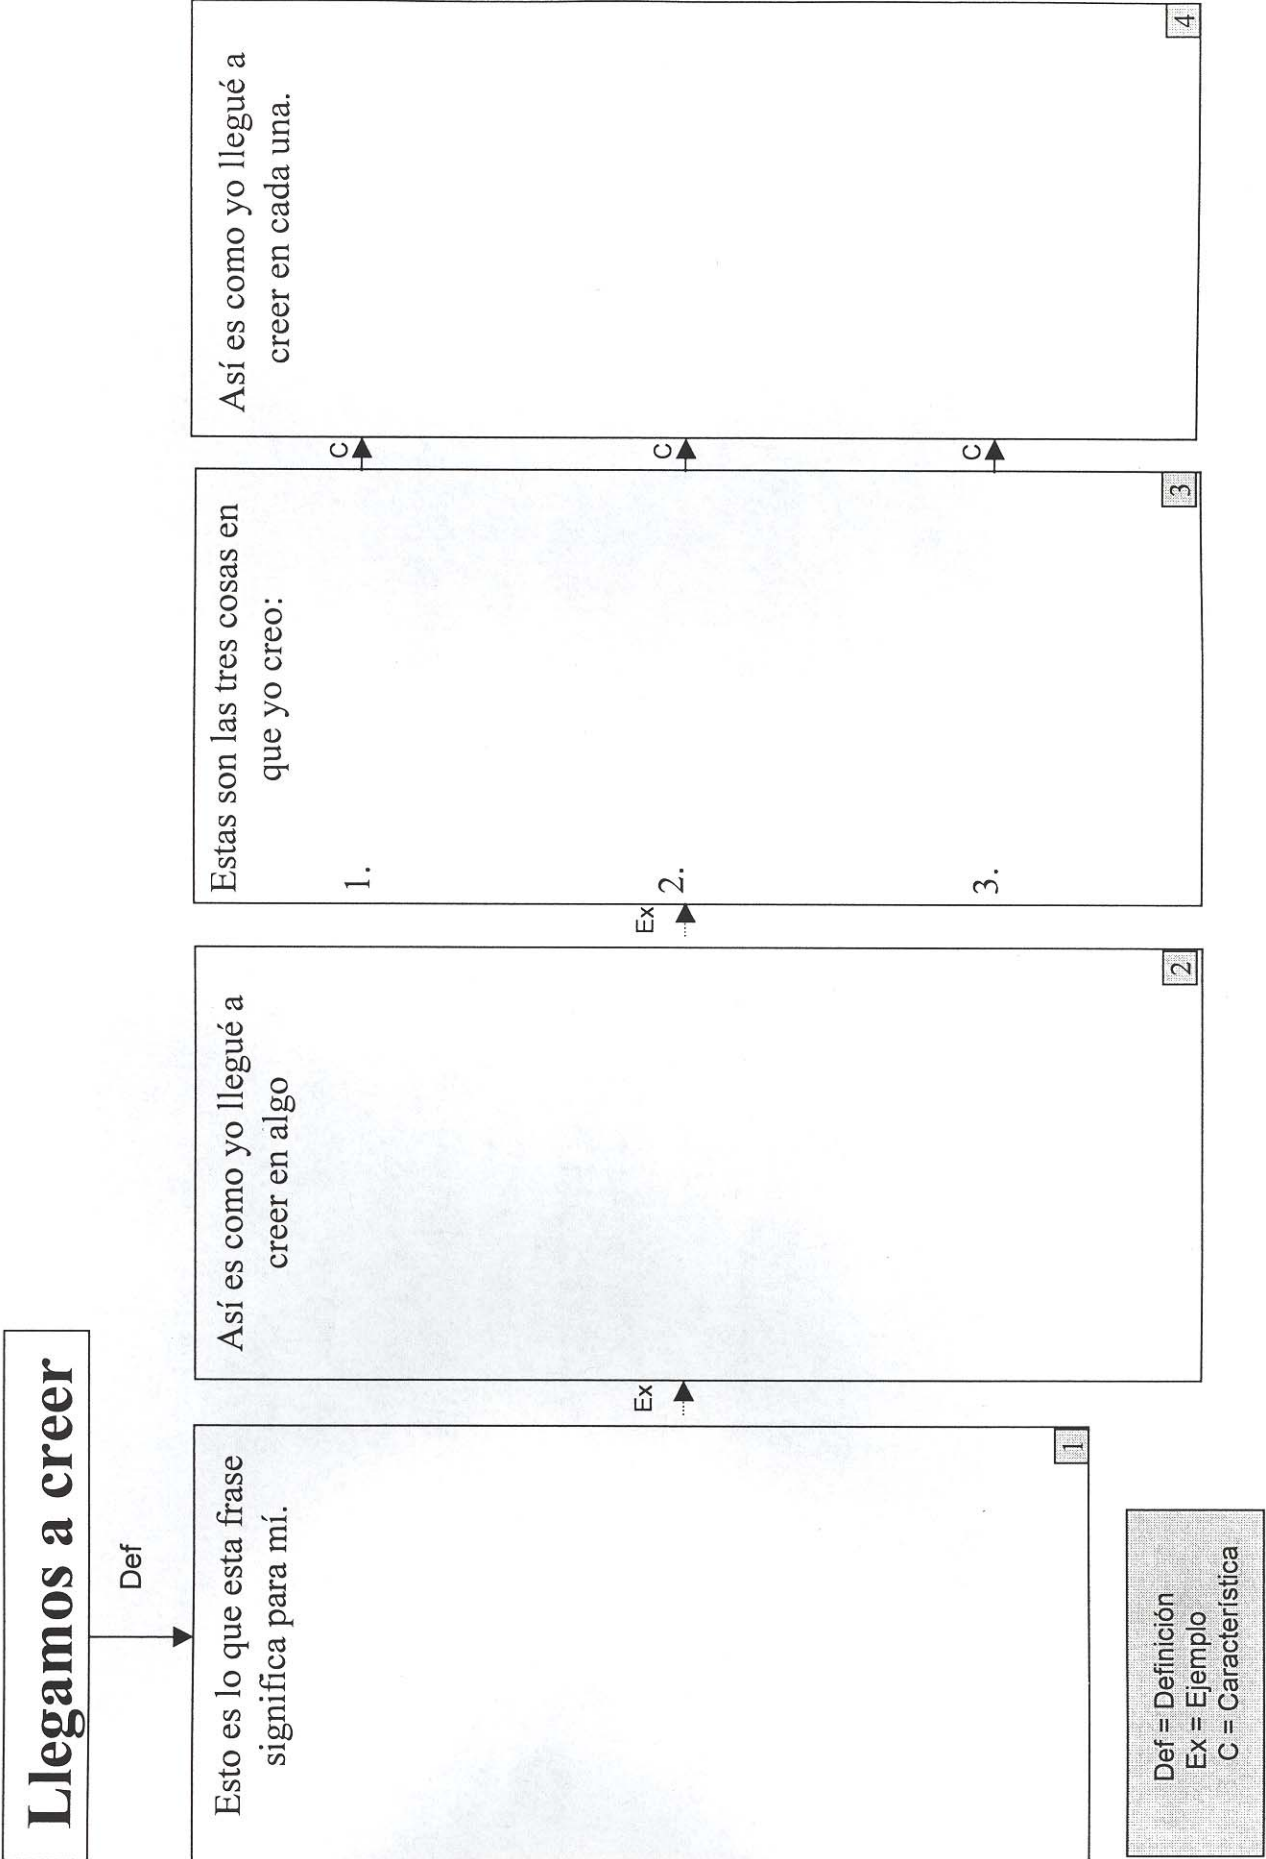 Llegamos a creer
Def
Esto es lo que esta frase
significa para mí.
1
Ex
Así es como yo llegué a
creer en algo
2
Ex
Estas son las tres cosas en
que yo creo:
1.
2.
3.
3
C
C
C
Así es como yo llegué a
creer en cada una.
4
Def = Definición
Ex = Ejemplo
C = Característica